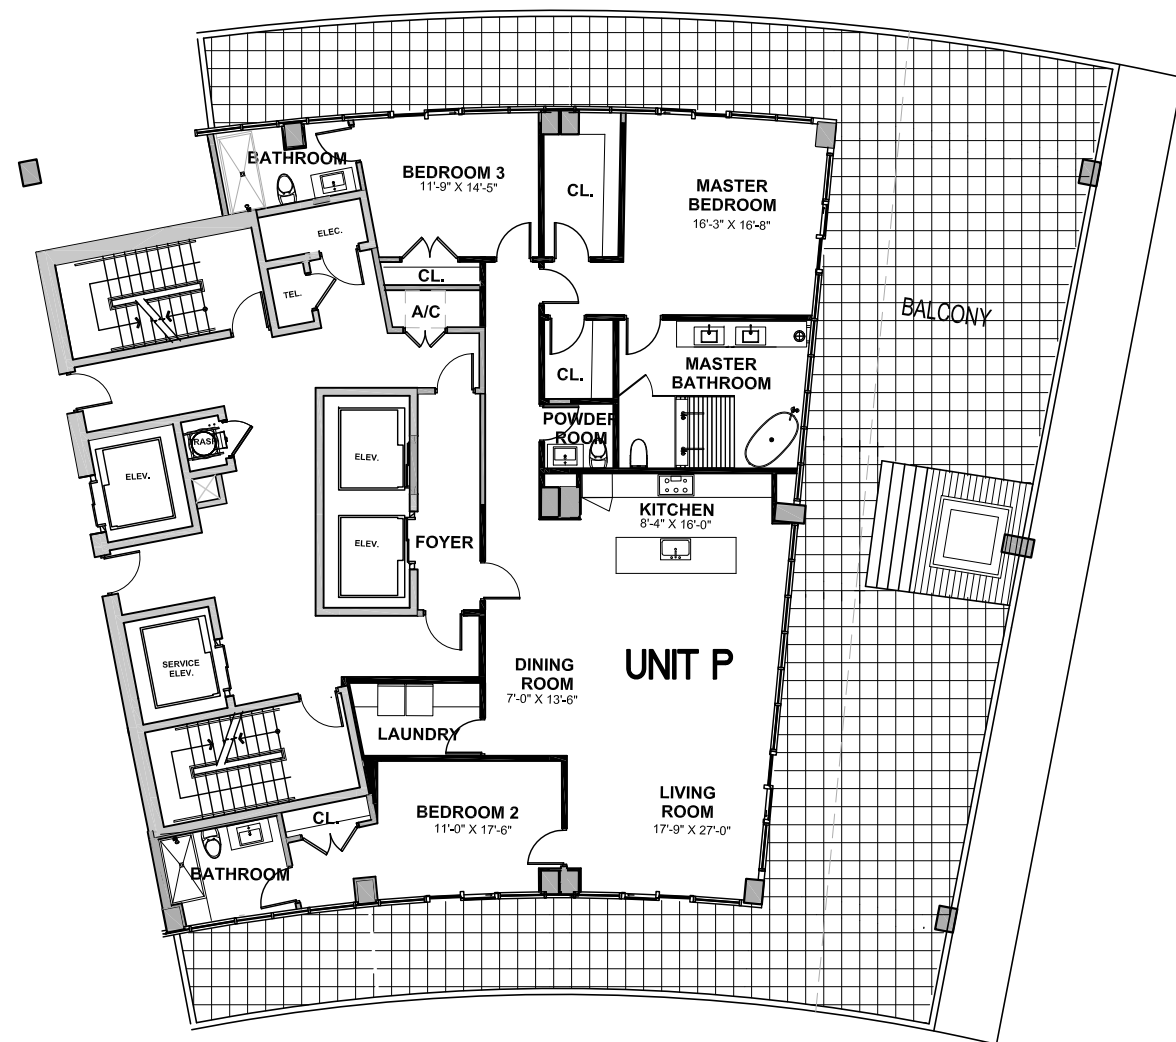 BATHROOM
BEDROOM 3
11'-9" X 14'-5"
CL.
MASTER
BEDROOM
16'-3" X 16'-8"
ELEC.
CL.
TEL.
A/C
BALCONY
MASTER
BATHROOM
CL.
POWDER
ROOM
TRASH
ELEV.
ELEV.
KITCHEN
8'-4" X 16'-0"
ELEV.
FOYER
SERVICE
ELEV.
DINING
ROOM
7'-0" X 13'-6"
UNIT P
LAUNDRY
LIVING
ROOM
17'-9" X 27'-0"
BEDROOM 2
11'-0" X 17'-6"
CL.
BATHROOM